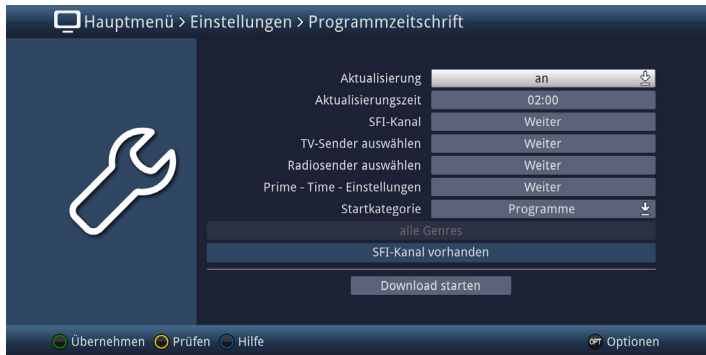 Hauptmenü > Einstellungen > Programmzeitschrift
Aktualisierung an
Aktualisierungszeit 02:00
SFI-Kanal Weiter
TV-Sender auswählen Weiter
Radiosender auswählen Weiter
Prime - Time - Einstellungen Weiter
Startkategorie Programme
alle Genres
SFI-Kanal vorhanden
Download starten
Übernehmen Prüfen Hilfe OPT Optionen